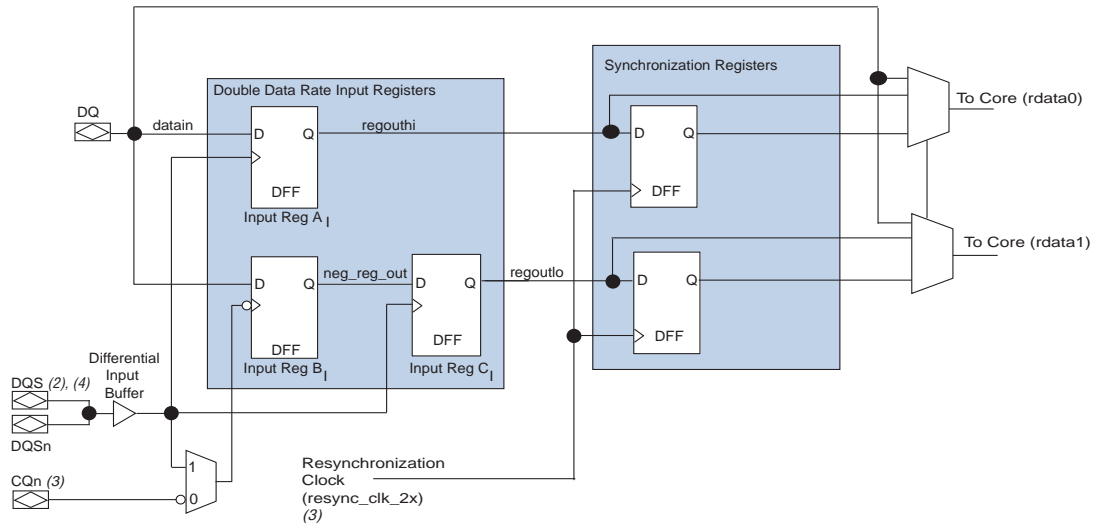 Synchronization Registers
Double Data Rate Input Registers
To Core (rdata0)
DQ
datain
D
Q
regouthi
D
Q
DFF
DFF
Input Reg A I
To Core (rdata1)
neg_reg_out
regoutlo
D
Q
D
Q
D
Q
DFF
DFF
DFF
Input Reg B I
Input Reg C I
Differential
Input
Buffer
DQS (2), (4)
DQSn
CQn (3)
1
0
Resynchronization
Clock
(resync_clk_2x)
(3)